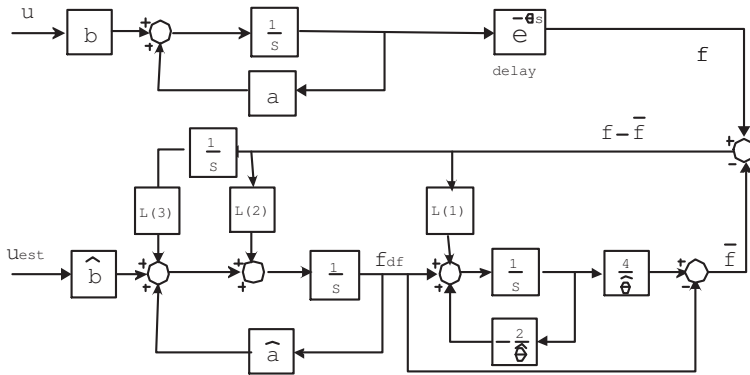 u
b
+
+
1
s
a
e^-θs
delay
f
f - f̄
+
-
1
s
L(3)
L(2)
L(1)
uest
b̂
+
+
+
+
1
s
fdf
+
+
1
s
4
θ̂
+
-
f̄
â
- 2
θ̂